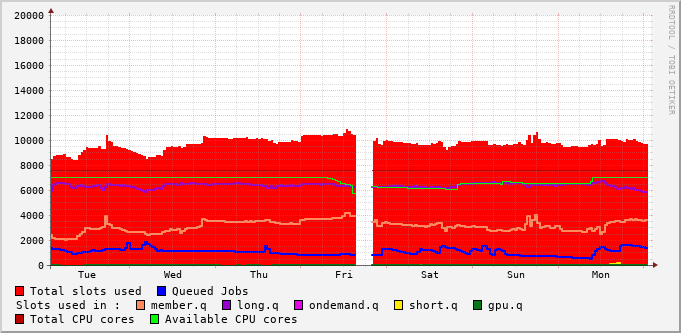 20000
18000
16000
14000
12000
10000
8000
6000
4000
2000
0
Tue Wed Thu Fri Sat Sun Mon
Total slots used Queued Jobs
Slots used in : member.q long.q ondemand.q short.q gpu.q
Total CPU cores Available CPU cores
RRDTOOL / TOBI OETIKER